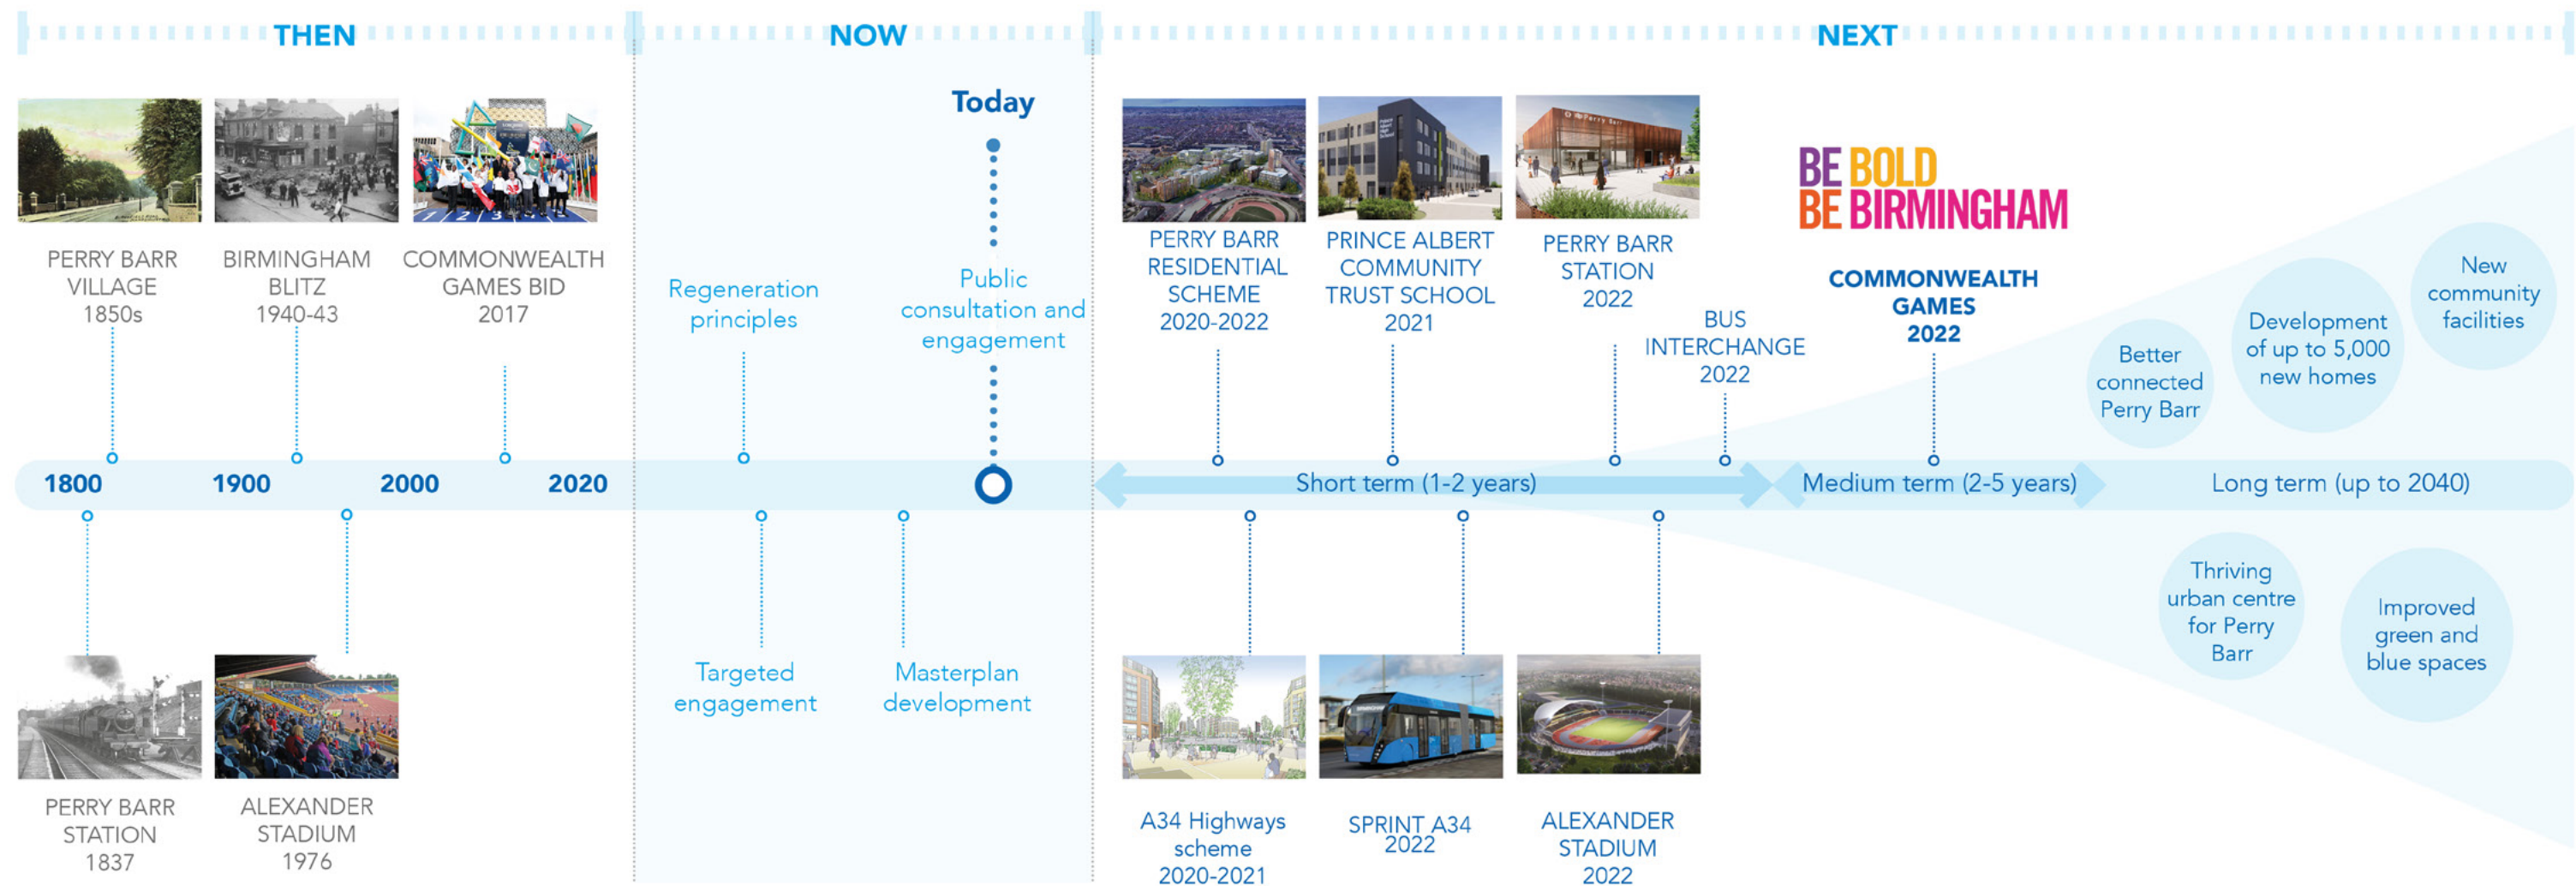 THEN
NOW
NEXT
Today
PERRY BARR
VILLAGE
1850s
BIRMINGHAM
BLITZ
1940-43
COMMONWEALTH
GAMES BID
2017
Regeneration
principles
Public
consultation and
engagement
PERRY BARR
RESIDENTIAL
SCHEME
2020-2022
PRINCE ALBERT
COMMUNITY
TRUST SCHOOL
2021
Perry Barr
PERRY BARR
STATION
2022
BUS
INTERCHANGE
2022
BE BOLD
BE BIRMINGHAM
COMMONWEALTH
GAMES
2022
Better
connected
Perry Barr
Development
of up to 5,000
new homes
New
community
facilities
1800
1900
2000
2020
Short term (1-2 years)
Medium term (2-5 years)
Long term (up to 2040)
PERRY BARR
STATION
1837
ALEXANDER
STADIUM
1976
Targeted
engagement
Masterplan
development
A34 Highways
scheme
2020-2021
SPRINT A34
2022
ALEXANDER
STADIUM
2022
Thriving
urban centre
for Perry
Barr
Improved
green and
blue spaces